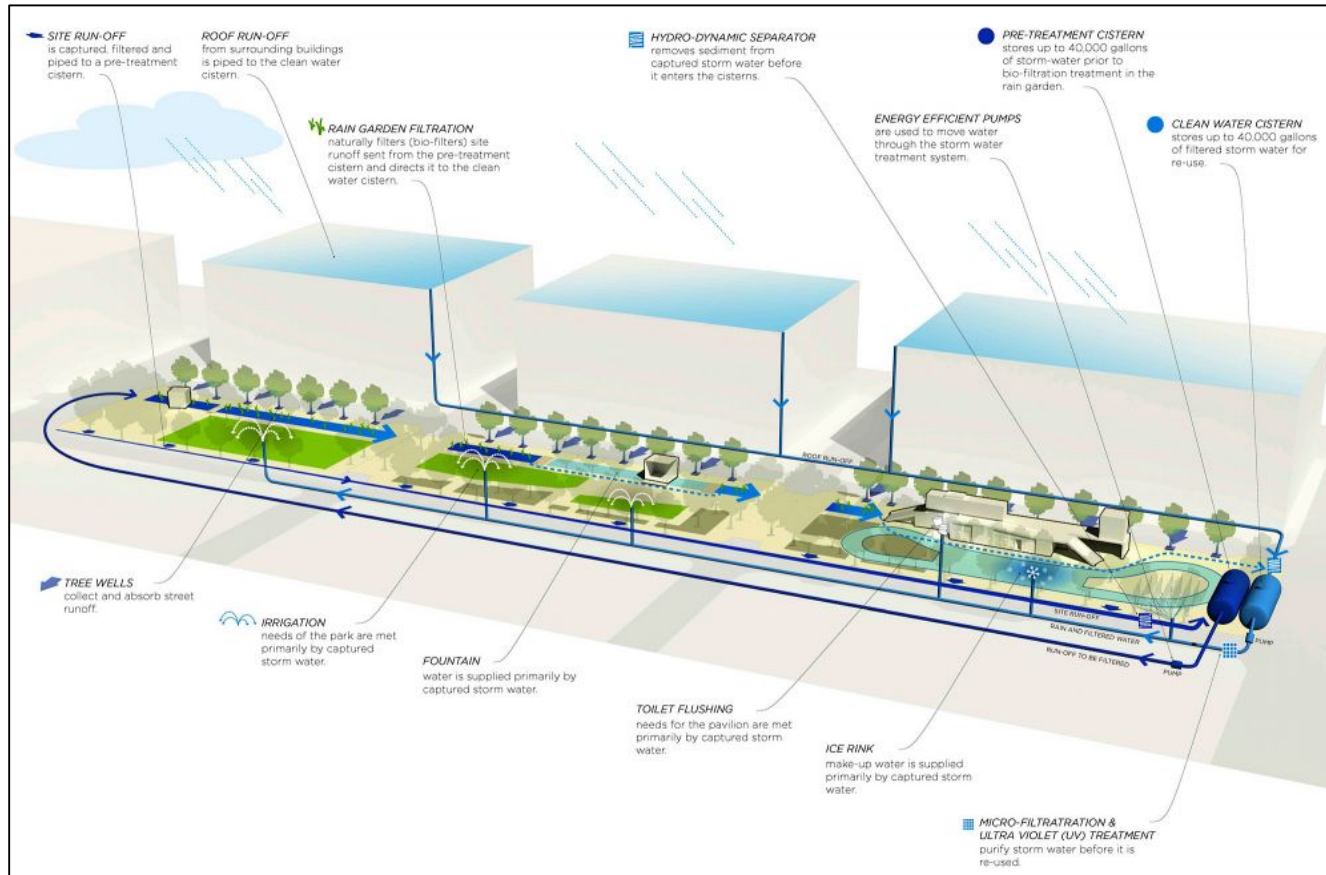 SITE RUN-OFF
is captured, filtered and
piped to a pre-treatment
cistern.
ROOF RUN-OFF
from surrounding buildings
is piped to the clean water
cistern.
RAIN GARDEN FILTRATION
naturally filters (bio-filters) site
runoff sent from the pre-treatment
cistern and directs it to the clean
water cistern.
HYDRO-DYNAMIC SEPARATOR
removes sediment from
captured storm water before
it enters the cisterns.
ENERGY EFFICIENT PUMPS
are used to move water
through the storm water
treatment system.
PRE-TREATMENT CISTERN
stores up to 40,000 gallons
of storm-water prior to
bio-filtration treatment in the
rain garden.
CLEAN WATER CISTERN
stores up to 40,000 gallons
of filtered storm water for
re-use.
ROOF RUN-OFF
SITE RUN-OFF
RAIN AND FILTERED WATER
RUN-OFF TO BE FILTERED
PUMP
PUMP
TREE WELLS
collect and absorb street
runoff.
IRRIGATION
needs of the park are met
primarily by captured
storm water.
FOUNTAIN
water is supplied primarily by
captured storm water.
TOILET FLUSHING
needs for the pavilion are met
primarily by captured storm
water.
ICE RINK
make-up water is supplied
primarily by captured storm
water.
MICRO-FILTRATRATION &
ULTRA VIOLET (UV) TREATMENT
purify storm water before it is
re-used.